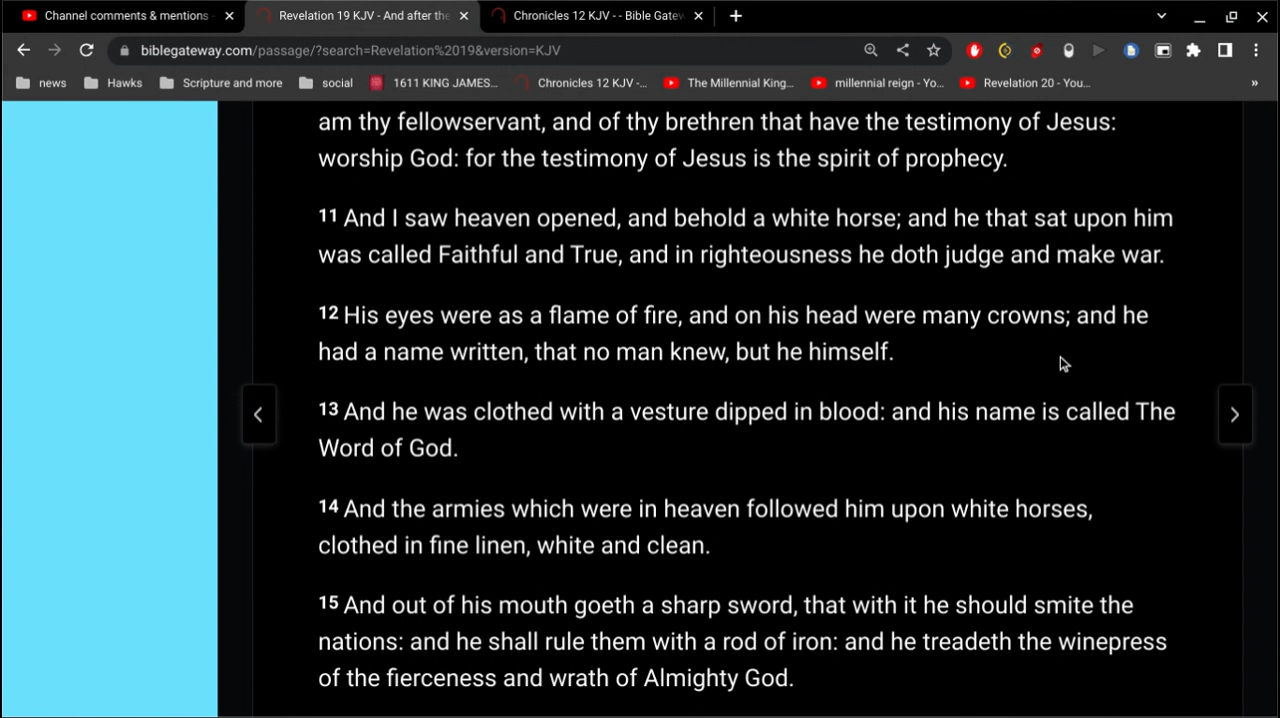 Channel comments & mentions -
Revelation 19 KJV - And after the
Chronicles 12 KJV - - Bible Gatew
biblegateway.com/passage/?search=Revelation%2019&version=KJV
news
Hawks
Scripture and more
social
1611 KING JAMES...
Chronicles 12 KJV -...
The Millennial King...
millennial reign - Yo...
Revelation 20 - You...
am thy fellowservant, and of thy brethren that have the testimony of Jesus:
worship God: for the testimony of Jesus is the spirit of prophecy.
11 And I saw heaven opened, and behold a white horse; and he that sat upon him
was called Faithful and True, and in righteousness he doth judge and make war.
12 His eyes were as a flame of fire, and on his head were many crowns; and he
had a name written, that no man knew, but he himself.
13 And he was clothed with a vesture dipped in blood: and his name is called The
Word of God.
14 And the armies which were in heaven followed him upon white horses,
clothed in fine linen, white and clean.
15 And out of his mouth goeth a sharp sword, that with it he should smite the
nations: and he shall rule them with a rod of iron: and he treadeth the winepress
of the fierceness and wrath of Almighty God.